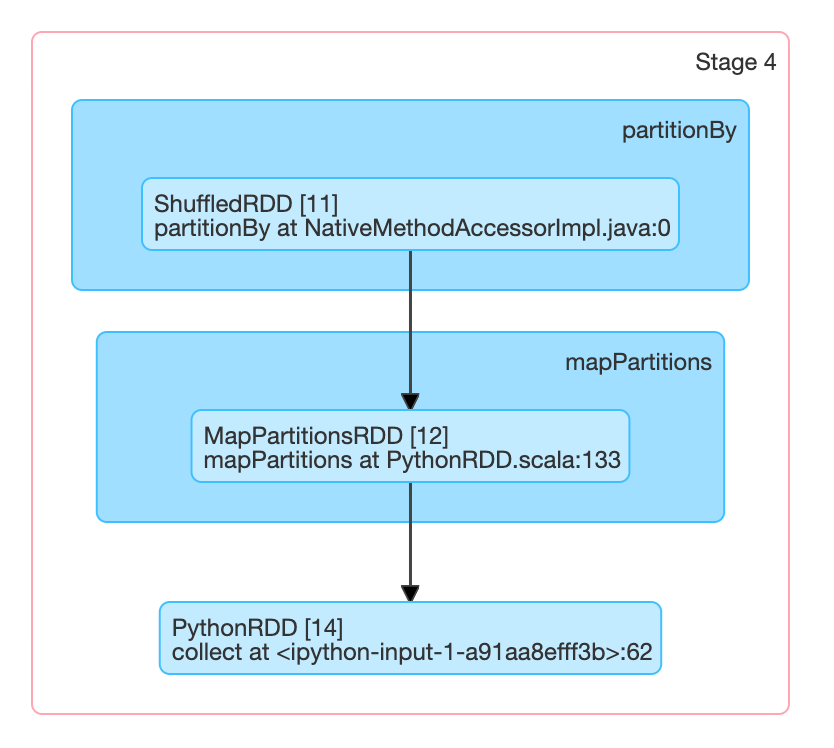 Stage 4
partitionBy
ShuffledRDD [11]
partitionBy at NativeMethodAccessorImpl.java:0
mapPartitions
MapPartitionsRDD [12]
mapPartitions at PythonRDD.scala:133
PythonRDD [14]
collect at <ipython-input-1-a91aa8efff3b>:62